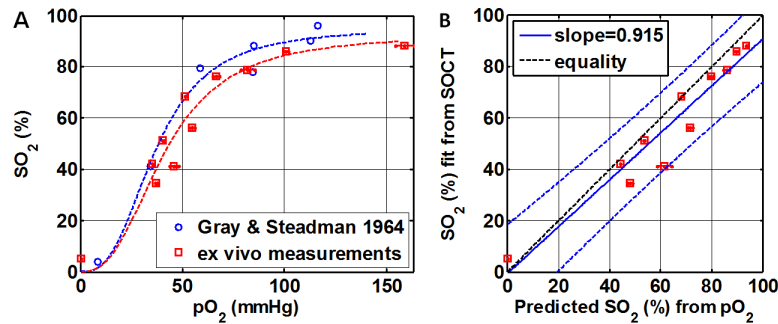 A
SO2 (%)
100
80
60
40
20
0
0
50
100
150
pO2 (mmHg)
Gray & Steadman 1964
ex vivo measurements
B
SO2 (%) fit from SOCT
100
80
60
40
20
0
0
20
40
60
80
100
Predicted SO2 (%) from pO2
slope=0.915
equality